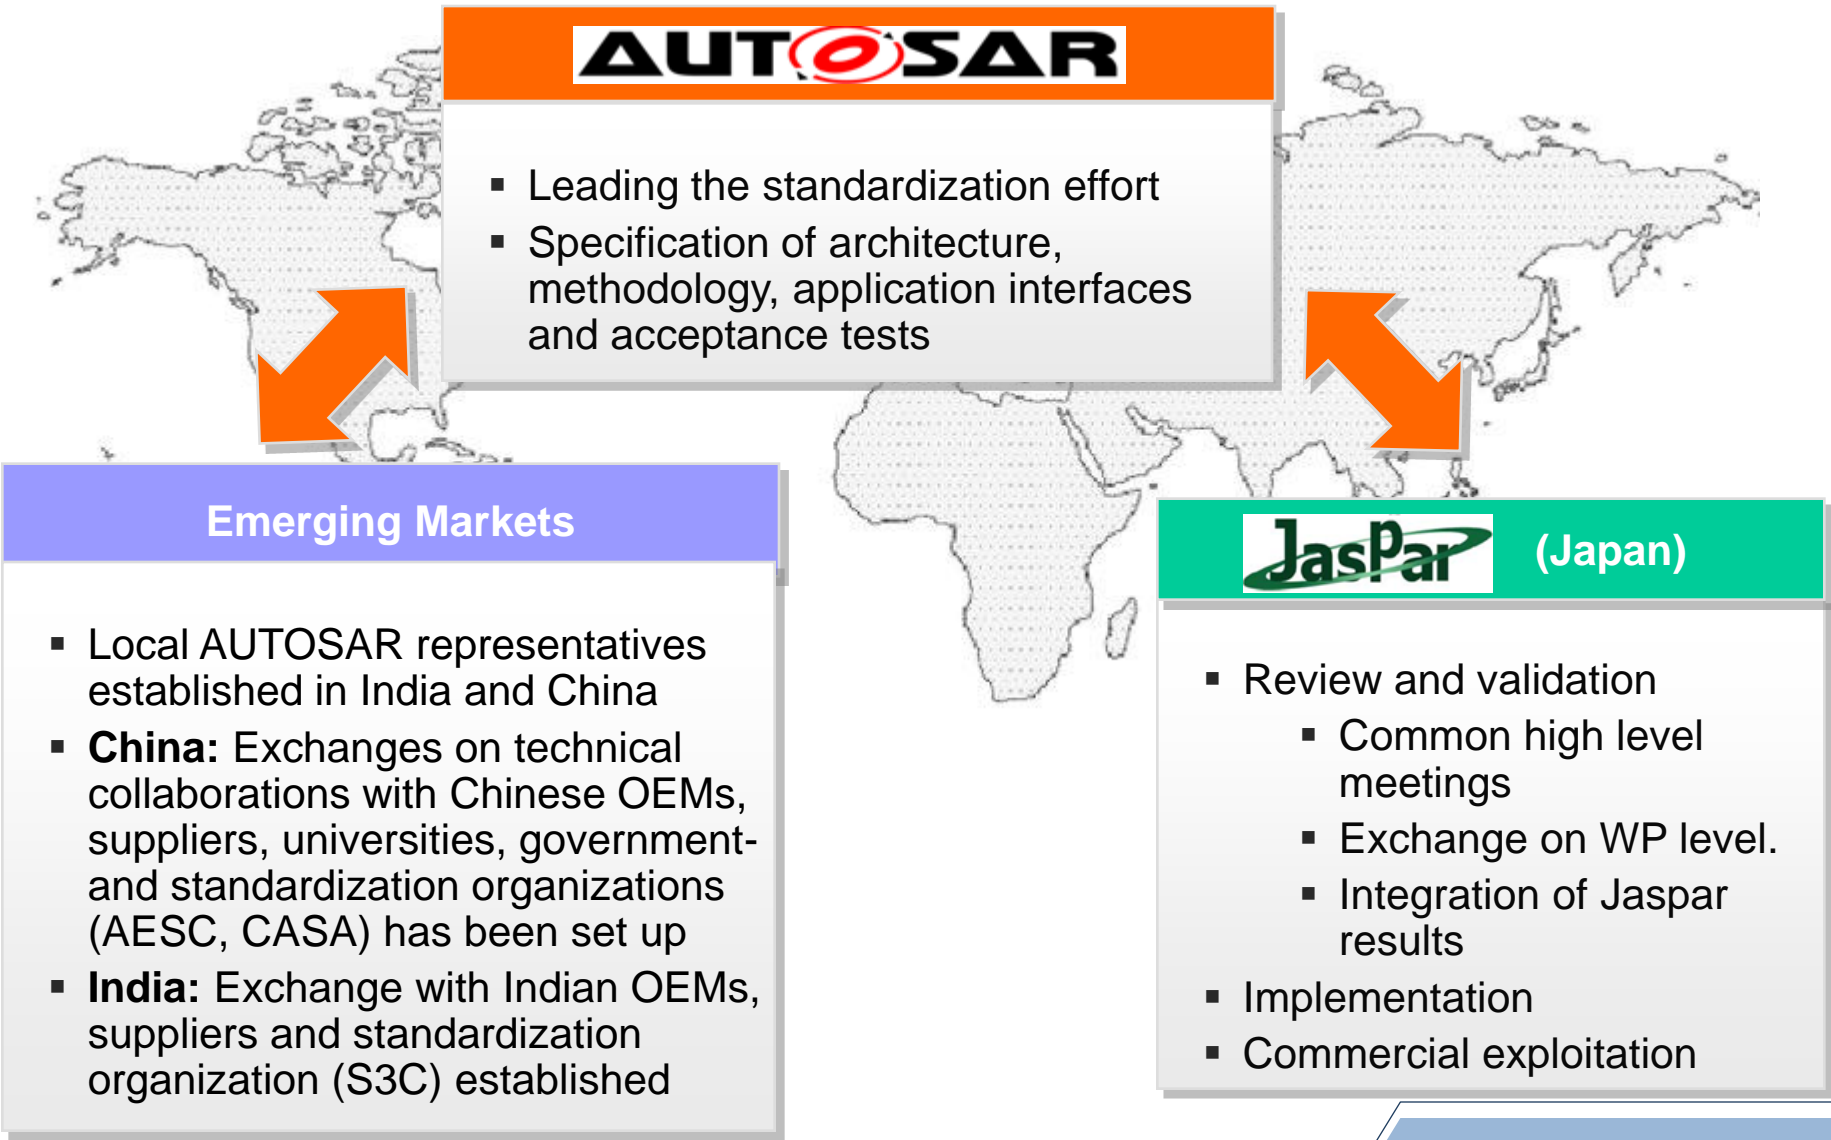 AUTOSAR
▪ Leading the standardization effort
▪ Specification of architecture,
methodology, application interfaces
and acceptance tests
Emerging Markets
▪ Local AUTOSAR representatives
established in India and China
▪ China: Exchanges on technical
collaborations with Chinese OEMs,
suppliers, universities, government-
and standardization organizations
(AESC, CASA) has been set up
▪ India: Exchange with Indian OEMs,
suppliers and standardization
organization (S3C) established
JasPar (Japan)
▪ Review and validation
▪ Common high level
meetings
▪ Exchange on WP level.
▪ Integration of Jaspar
results
▪ Implementation
▪ Commercial exploitation